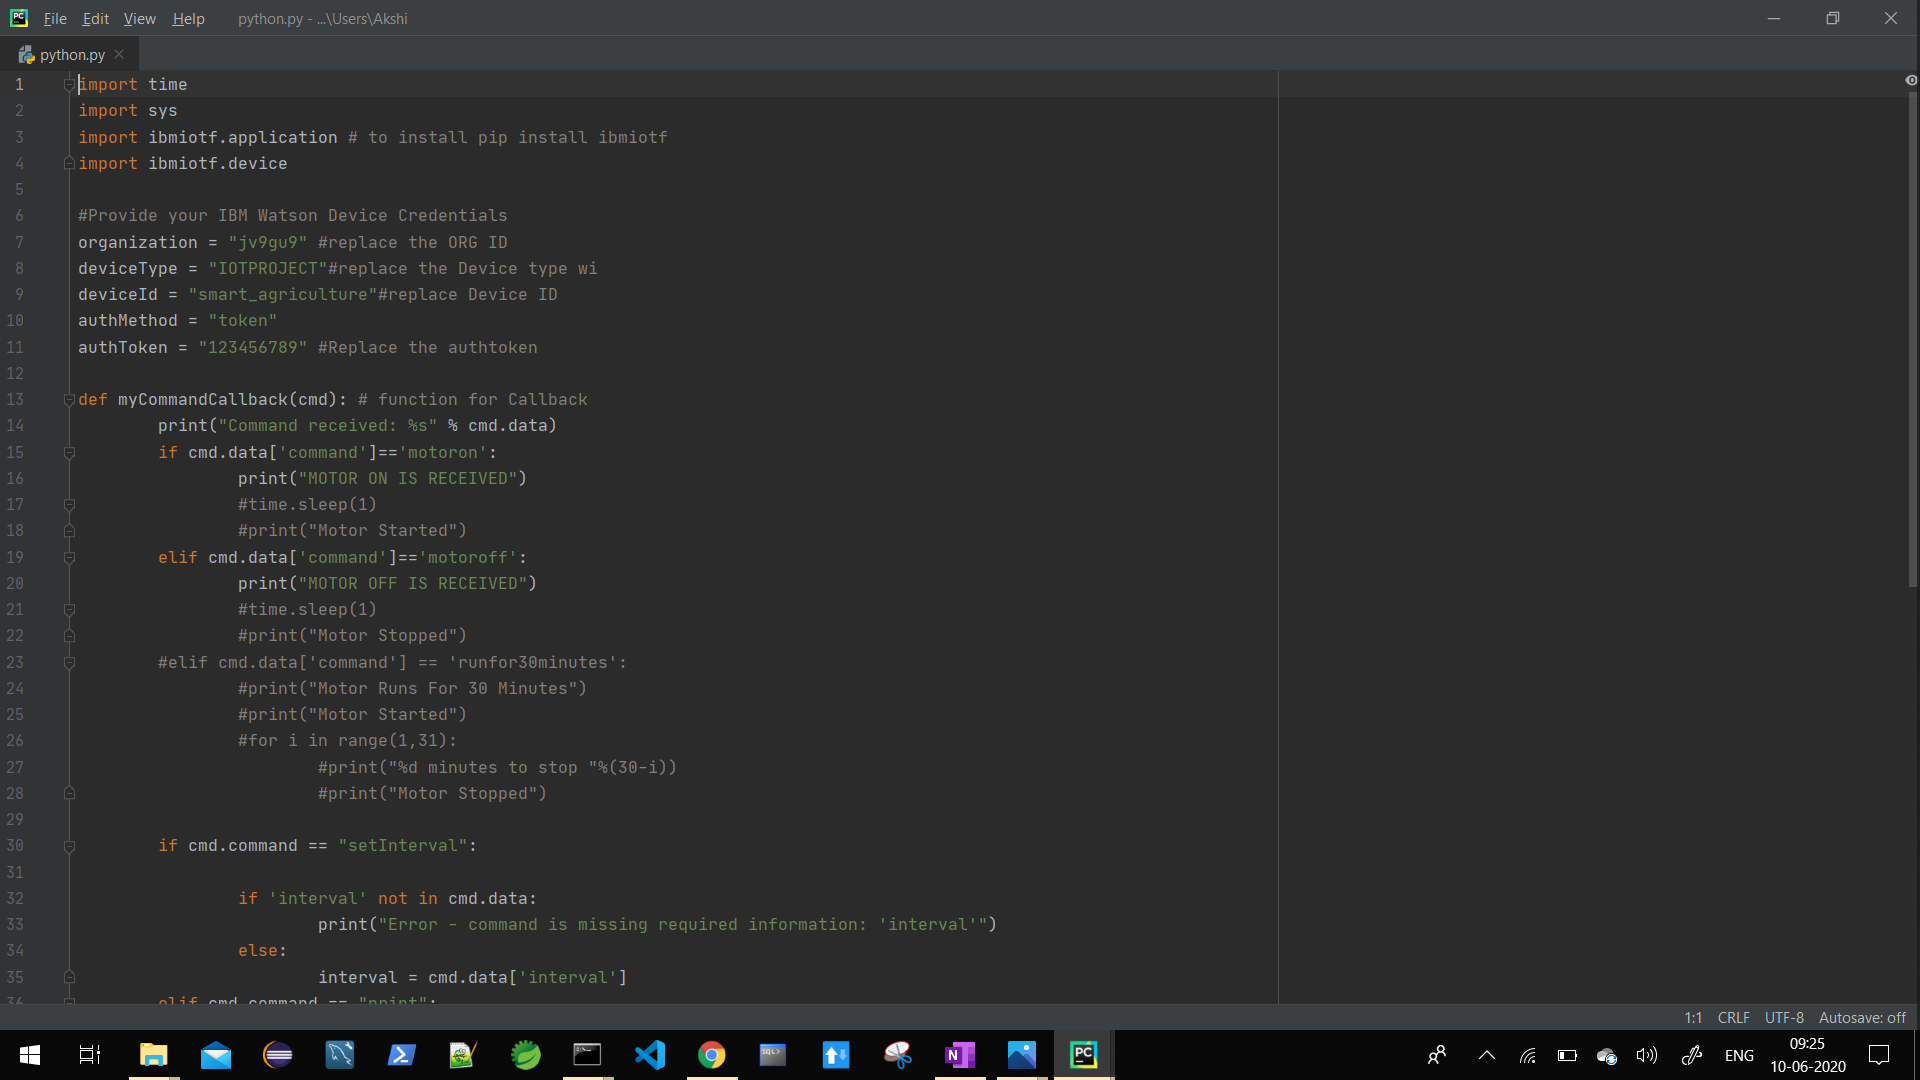 PC File Edit View Help python.py - ...\Users\Akshi
python.py
1 import time
2 import sys
3 import ibmiotf.application # to install pip install ibmiotf
4 import ibmiotf.device
5
6 #Provide your IBM Watson Device Credentials
7 organization = "jv9gu9" #replace the ORG ID
8 deviceType = "IOTPROJECT"#replace the Device type wi
9 deviceId = "smart_agriculture"#replace Device ID
10 authMethod = "token"
11 authToken = "123456789" #Replace the authtoken
12
13 def myCommandCallback(cmd): # function for Callback
14 print("Command received: %s" % cmd.data)
15 if cmd.data['command']=='motoron':
16 print("MOTOR ON IS RECEIVED")
17 #time.sleep(1)
18 #print("Motor Started")
19 elif cmd.data['command']=='motoroff':
20 print("MOTOR OFF IS RECEIVED")
21 #time.sleep(1)
22 #print("Motor Stopped")
23 #elif cmd.data['command'] == 'runfor30minutes':
24 #print("Motor Runs For 30 Minutes")
25 #print("Motor Started")
26 #for i in range(1,31):
27 #print("%d minutes to stop "%(30-i))
28 #print("Motor Stopped")
29
30 if cmd.command == "setInterval":
31
32 if 'interval' not in cmd.data:
33 print("Error - command is missing required information: 'interval'")
34 else:
35 interval = cmd.data['interval']
36 elif cmd.command == "print":
1:1 CRLF UTF-8 Autosave: off
SQL> N PC ENG 09:25
10-06-2020